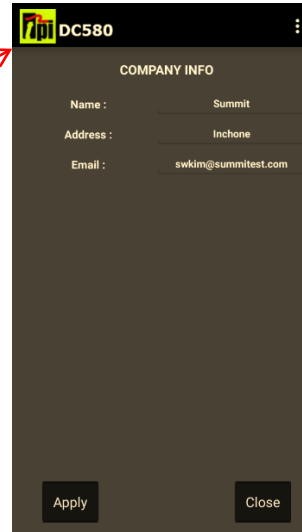 TPI DC580
COMPANY INFO
Name : Summit
Address : Inchone
Email : swkim@summitest.com
Apply Close